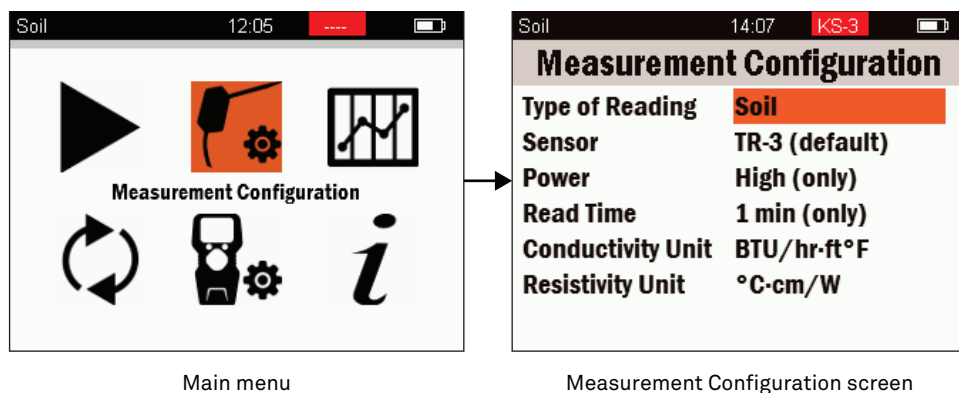 Soil 12:05 ----
Measurement Configuration
Main menu
Soil 14:07 KS-3
Measurement Configuration
Type of Reading Soil
Sensor TR-3 (default)
Power High (only)
Read Time 1 min (only)
Conductivity Unit BTU/hr·ft°F
Resistivity Unit °C·cm/W
Measurement Configuration screen